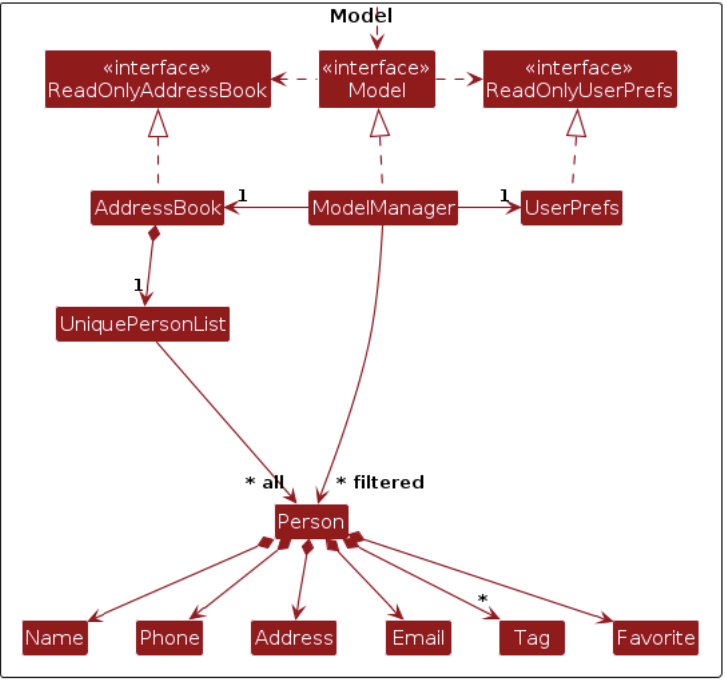 Model
«interface»
ReadOnlyAddressBook
«interface»
Model
«interface»
ReadOnlyUserPrefs
AddressBook
1
ModelManager
1
UserPrefs
1
UniquePersonList
* all
* filtered
Person
*
Name
Phone
Address
Email
Tag
Favorite